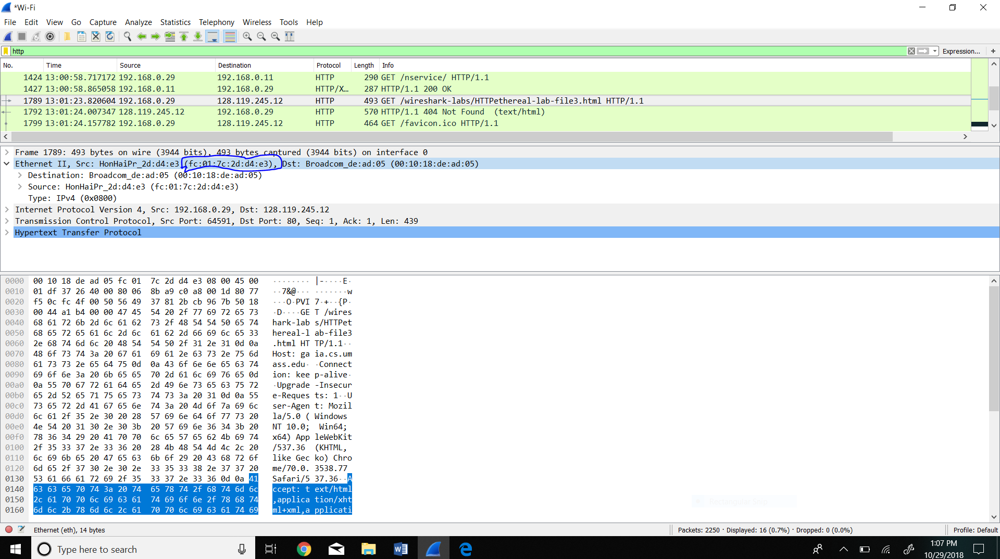 *Wi-Fi
File Edit View Go Capture Analyze Statistics Telephony Wireless Tools Help
http
Expression...
+
No. Time Source Destination Protocol Length Info
1424 13:00:58.717172 192.168.0.29 192.168.0.11 HTTP 290 GET /nservice/ HTTP/1.1
1427 13:00:58.865058 192.168.0.11 192.168.0.29 HTTP/X... 287 HTTP/1.1 200 OK
1789 13:01:23.820604 192.168.0.29 128.119.245.12 HTTP 493 GET /wireshark-labs/HTTPethereal-lab-file3.html HTTP/1.1
1792 13:01:24.007347 128.119.245.12 192.168.0.29 HTTP 570 HTTP/1.1 404 Not Found (text/html)
1799 13:01:24.157782 192.168.0.29 128.119.245.12 HTTP 464 GET /favicon.ico HTTP/1.1
Frame 1789: 493 bytes on wire (3944 bits), 493 bytes captured (3944 bits) on interface 0
Ethernet II, Src: HonHaiPr_2d:d4:e3 (fc:01:7c:2d:d4:e3), Dst: Broadcom_de:ad:05 (00:10:18:de:ad:05)
Destination: Broadcom_de:ad:05 (00:10:18:de:ad:05)
Source: HonHaiPr_2d:d4:e3 (fc:01:7c:2d:d4:e3)
Type: IPv4 (0x0800)
Internet Protocol Version 4, Src: 192.168.0.29, Dst: 128.119.245.12
Transmission Control Protocol, Src Port: 64591, Dst Port: 80, Seq: 1, Ack: 1, Len: 439
Hypertext Transfer Protocol
0000 00 10 18 de ad 05 fc 01 7c 2d d4 e3 08 00 45 00 ········ |-····E·
0010 01 df 37 26 40 00 80 06 8b a9 c0 a8 00 1d 80 77 ··7&@··· ·······w
0020 f5 0c fc 4f 00 50 56 49 37 81 2b cb 96 7b 50 18 ···O·PVI 7·+··{P·
0030 00 44 a1 b4 00 00 47 45 54 20 2f 77 69 72 65 73 ·D····GE T /wires
0040 68 61 72 6b 2d 6c 61 62 73 2f 48 54 54 50 65 74 hark-lab s/HTTPet
0050 68 65 72 65 61 6c 2d 6c 61 62 2d 66 69 6c 65 33 hereal-l ab-file3
0060 2e 68 74 6d 6c 20 48 54 54 50 2f 31 2e 31 0d 0a .html HT TP/1.1··
0070 48 6f 73 74 3a 20 67 61 69 61 2e 63 73 2e 75 6d Host: ga ia.cs.um
0080 61 73 73 2e 65 64 75 0d 0a 43 6f 6e 6e 65 63 74 ass.edu· ·Connect
0090 69 6f 6e 3a 20 6b 65 65 70 2d 61 6c 69 76 65 0d ion: kee p-alive·
00a0 0a 55 70 67 72 61 64 65 2d 49 6e 73 65 63 75 72 ·Upgrade -Insecur
00b0 65 2d 52 65 71 75 65 73 74 73 3a 20 31 0d 0a 55 e-Reques ts: 1··U
00c0 73 65 72 2d 41 67 65 6e 74 3a 20 4d 6f 7a 69 6c ser-Agen t: Mozil
00d0 6c 61 2f 35 2e 30 20 28 57 69 6e 64 6f 77 73 20 la/5.0 ( Windows
00e0 4e 54 20 31 30 2e 30 3b 20 57 69 6e 36 34 3b 20 NT 10.0; Win64;
00f0 78 36 34 29 20 41 70 70 6c 65 57 65 62 4b 69 74 x64) App leWebKit
0100 2f 35 33 37 2e 33 36 20 28 4b 48 54 4d 4c 2c 20 /537.36 (KHTML,
0110 6c 69 6b 65 20 47 65 63 6b 6f 29 20 43 68 72 6f like Gec ko) Chro
0120 6d 65 2f 37 30 2e 30 2e 33 35 33 38 2e 37 37 20 me/70.0. 3538.77
0130 53 61 66 61 72 69 2f 35 33 37 2e 33 36 0d 0a 41 Safari/5 37.36··A
0140 63 63 65 70 74 3a 20 74 65 78 74 2f 68 74 6d 6c ccept: t ext/html
0150 2c 61 70 70 6c 69 63 61 74 69 6f 6e 2f 78 68 74 ,applica tion/xht
0160 6d 6c 2b 78 6d 6c 2c 61 70 70 6c 69 63 61 74 69 ml+xml,a pplicati
Rectangular Snip
Ethernet (eth), 14 bytes
Packets: 2250 · Displayed: 16 (0.7%) · Dropped: 0 (0.0%)
Profile: Default
Type here to search
1:07 PM
10/29/2018